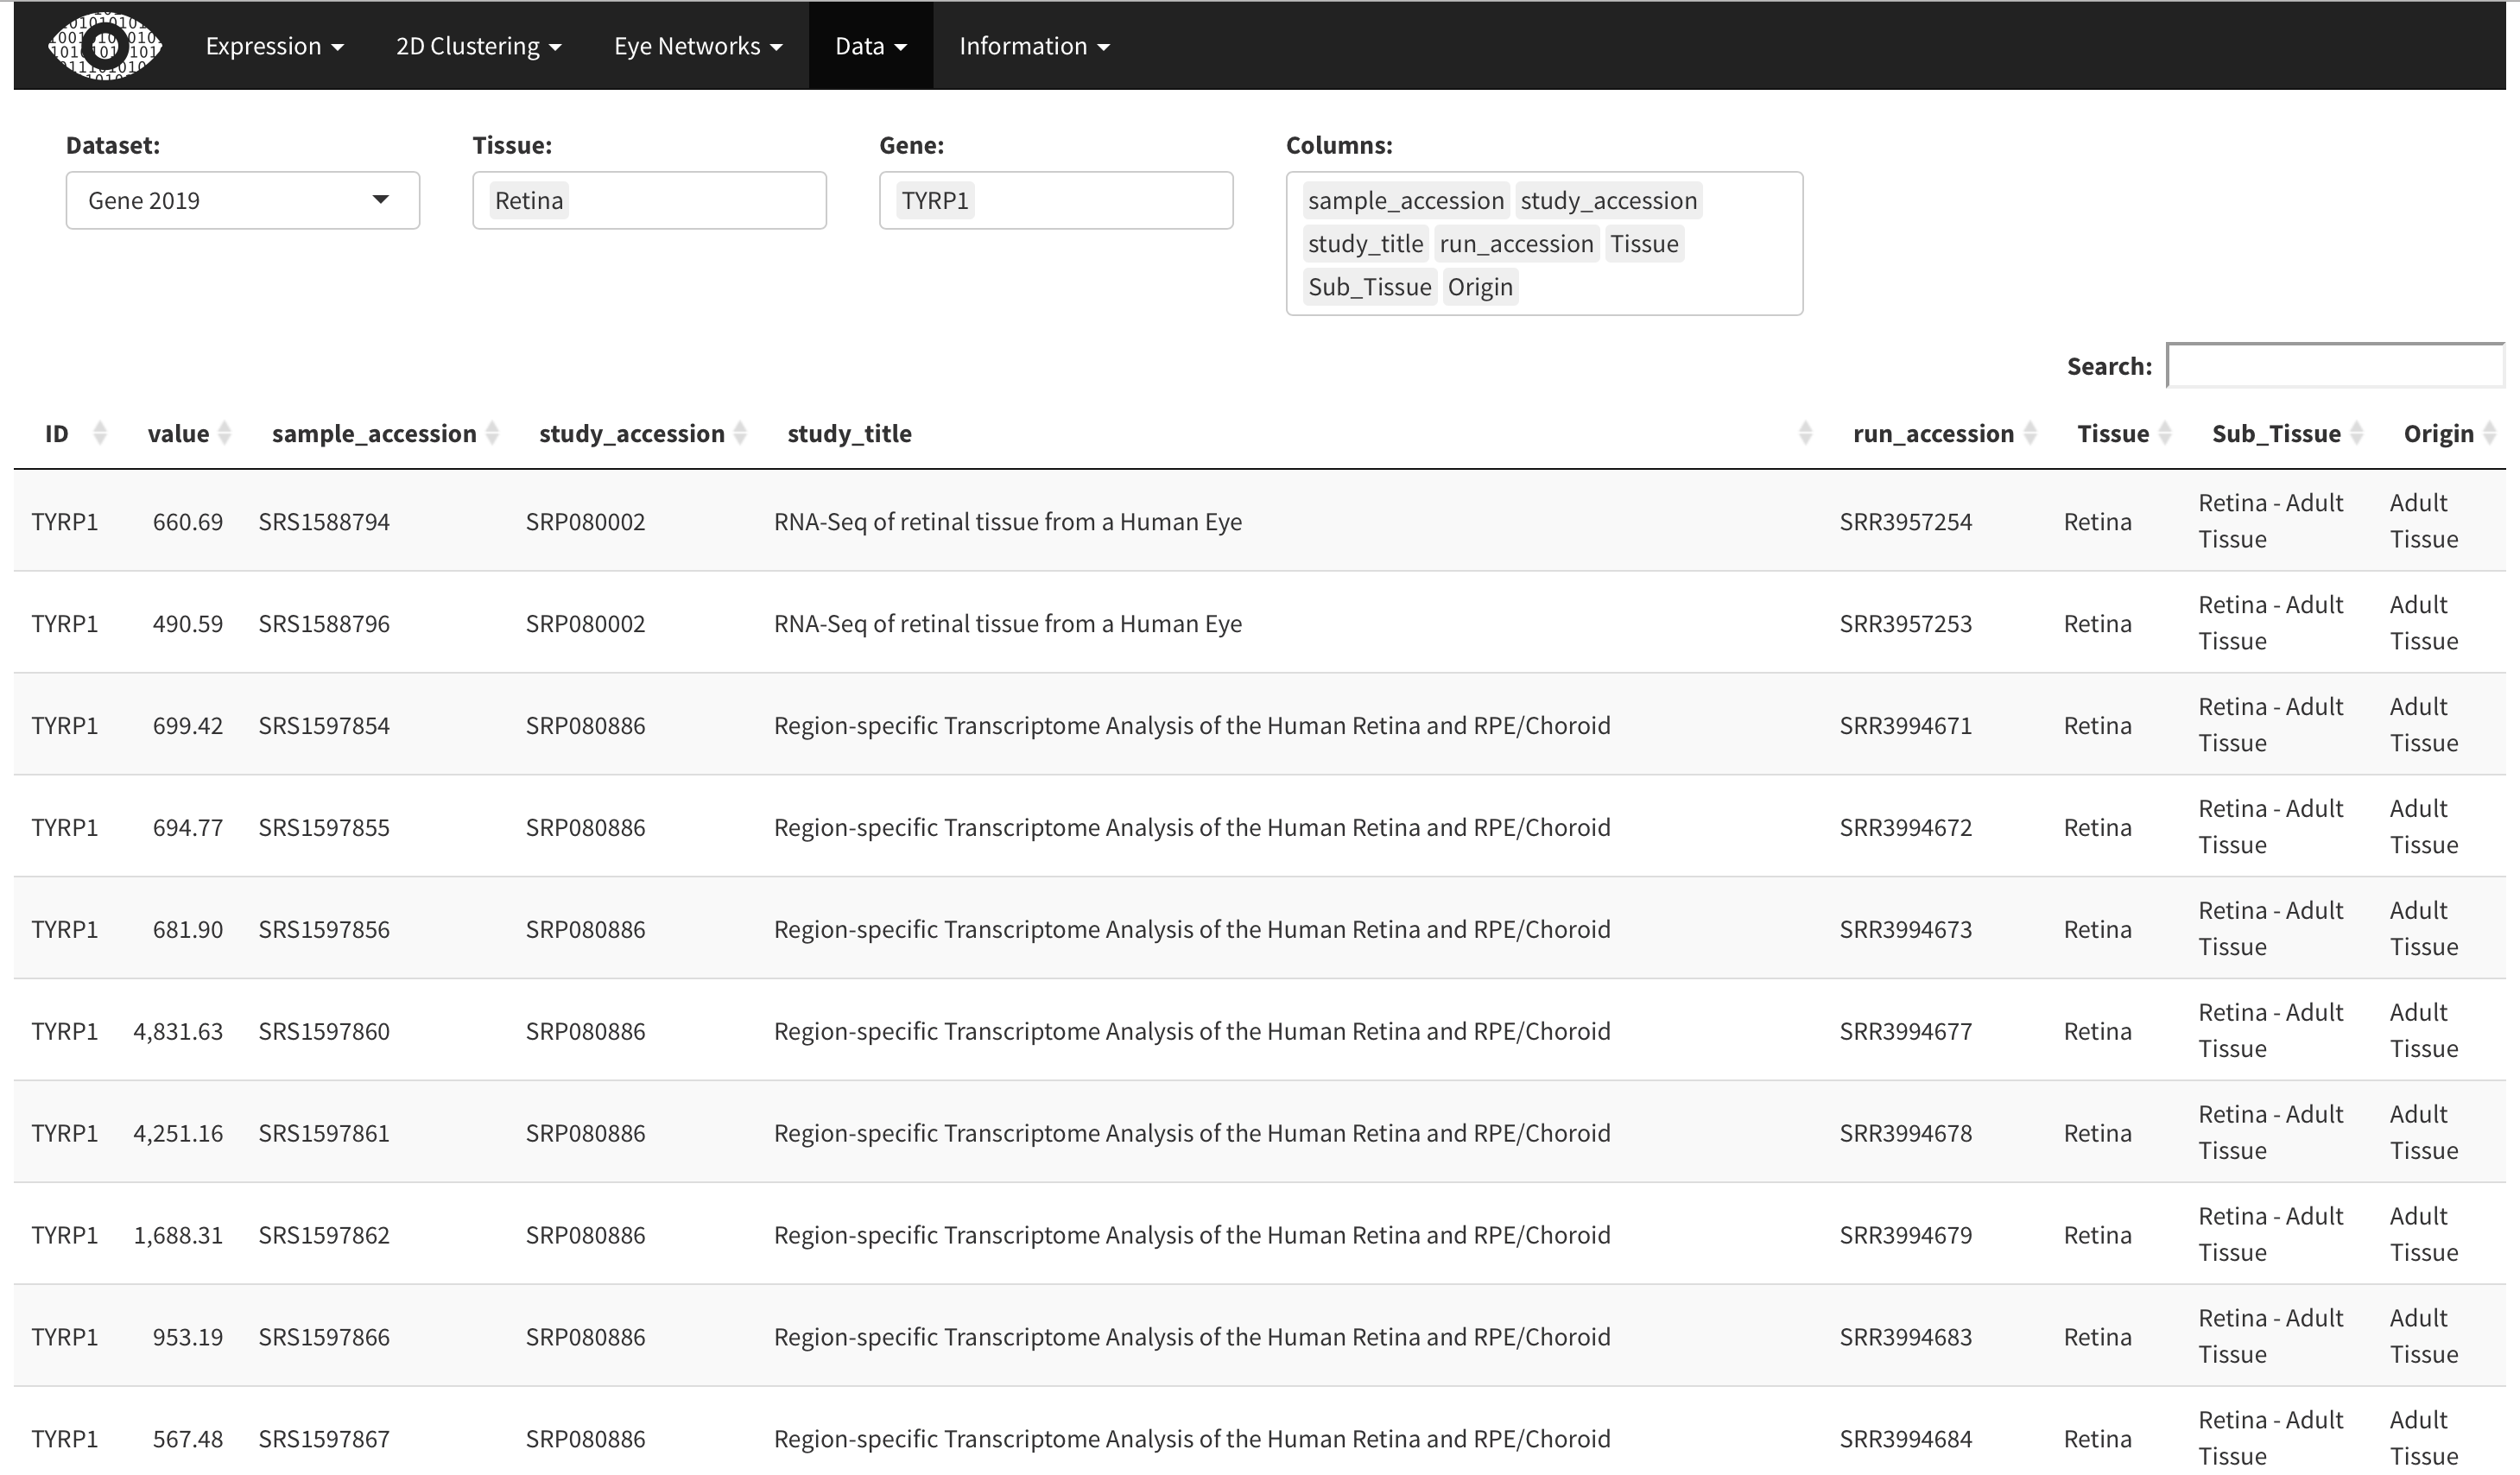 Expression 2D Clustering Eye Networks Data Information
Dataset: Tissue: Gene: Columns:
Gene 2019 Retina TYRP1 sample_accession study_accession
study_title run_accession Tissue
Sub_Tissue Origin
Search:
ID value sample_accession study_accession study_title run_accession Tissue Sub_Tissue Origin
TYRP1 660.69 SRS1588794 SRP080002 RNA-Seq of retinal tissue from a Human Eye SRR3957254 Retina Retina - Adult Tissue Adult Tissue
TYRP1 490.59 SRS1588796 SRP080002 RNA-Seq of retinal tissue from a Human Eye SRR3957253 Retina Retina - Adult Tissue Adult Tissue
TYRP1 699.42 SRS1597854 SRP080886 Region-specific Transcriptome Analysis of the Human Retina and RPE/Choroid SRR3994671 Retina Retina - Adult Tissue Adult Tissue
TYRP1 694.77 SRS1597855 SRP080886 Region-specific Transcriptome Analysis of the Human Retina and RPE/Choroid SRR3994672 Retina Retina - Adult Tissue Adult Tissue
TYRP1 681.90 SRS1597856 SRP080886 Region-specific Transcriptome Analysis of the Human Retina and RPE/Choroid SRR3994673 Retina Retina - Adult Tissue Adult Tissue
TYRP1 4,831.63 SRS1597860 SRP080886 Region-specific Transcriptome Analysis of the Human Retina and RPE/Choroid SRR3994677 Retina Retina - Adult Tissue Adult Tissue
TYRP1 4,251.16 SRS1597861 SRP080886 Region-specific Transcriptome Analysis of the Human Retina and RPE/Choroid SRR3994678 Retina Retina - Adult Tissue Adult Tissue
TYRP1 1,688.31 SRS1597862 SRP080886 Region-specific Transcriptome Analysis of the Human Retina and RPE/Choroid SRR3994679 Retina Retina - Adult Tissue Adult Tissue
TYRP1 953.19 SRS1597866 SRP080886 Region-specific Transcriptome Analysis of the Human Retina and RPE/Choroid SRR3994683 Retina Retina - Adult Tissue Adult Tissue
TYRP1 567.48 SRS1597867 SRP080886 Region-specific Transcriptome Analysis of the Human Retina and RPE/Choroid SRR3994684 Retina Retina - Adult Tissue Adult Tissue